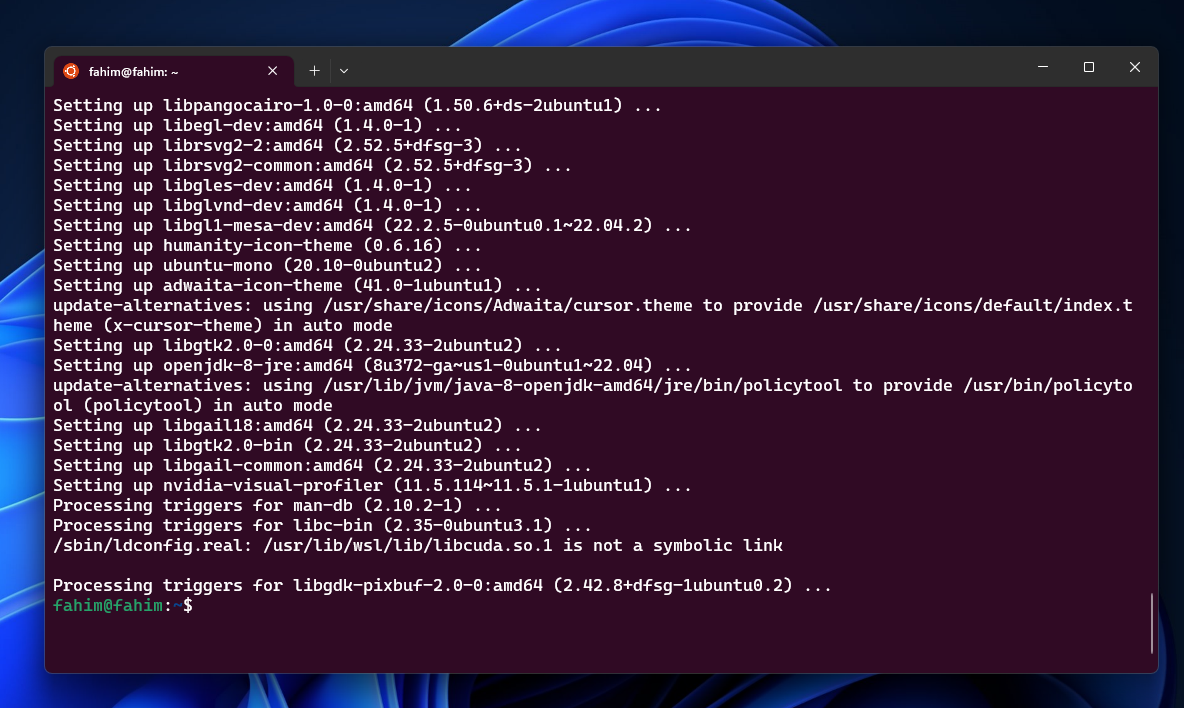 fahim@fahim: ~
Setting up libpangocairo-1.0-0:amd64 (1.50.6+ds-2ubuntu1) ...
Setting up libegl-dev:amd64 (1.4.0-1) ...
Setting up librsvg2-2:amd64 (2.52.5+dfsg-3) ...
Setting up librsvg2-common:amd64 (2.52.5+dfsg-3) ...
Setting up libgles-dev:amd64 (1.4.0-1) ...
Setting up libglvnd-dev:amd64 (1.4.0-1) ...
Setting up libgl1-mesa-dev:amd64 (22.2.5-0ubuntu0.1~22.04.2) ...
Setting up humanity-icon-theme (0.6.16) ...
Setting up ubuntu-mono (20.10-0ubuntu2) ...
Setting up adwaita-icon-theme (41.0-1ubuntu1) ...
update-alternatives: using /usr/share/icons/Adwaita/cursor.theme to provide /usr/share/icons/default/index.t
heme (x-cursor-theme) in auto mode
Setting up libgtk2.0-0:amd64 (2.24.33-2ubuntu2) ...
Setting up openjdk-8-jre:amd64 (8u372-ga~us1-0ubuntu1~22.04) ...
update-alternatives: using /usr/lib/jvm/java-8-openjdk-amd64/jre/bin/policytool to provide /usr/bin/policyto
ol (policytool) in auto mode
Setting up libgail18:amd64 (2.24.33-2ubuntu2) ...
Setting up libgtk2.0-bin (2.24.33-2ubuntu2) ...
Setting up libgail-common:amd64 (2.24.33-2ubuntu2) ...
Setting up nvidia-visual-profiler (11.5.114~11.5.1-1ubuntu1) ...
Processing triggers for man-db (2.10.2-1) ...
Processing triggers for libc-bin (2.35-0ubuntu3.1) ...
/sbin/ldconfig.real: /usr/lib/wsl/lib/libcuda.so.1 is not a symbolic link
Processing triggers for libgdk-pixbuf-2.0-0:amd64 (2.42.8+dfsg-1ubuntu0.2) ...
fahim@fahim:~$